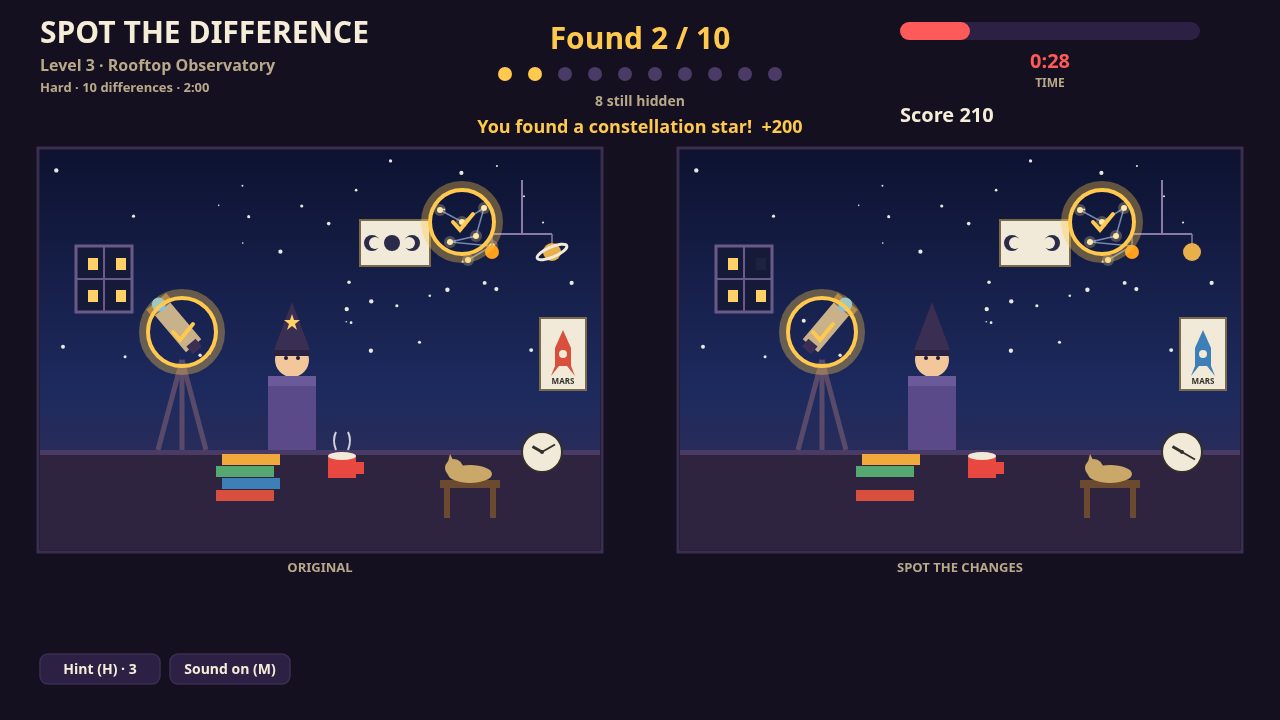 SPOT THE DIFFERENCE
Level 3 · Rooftop Observatory
Hard · 10 differences · 2:00
Found 2 / 10
8 still hidden
You found a constellation star! +200
0:28
TIME
Score 210
MARS
MARS
ORIGINAL
SPOT THE CHANGES
Hint (H) · 3
Sound on (M)